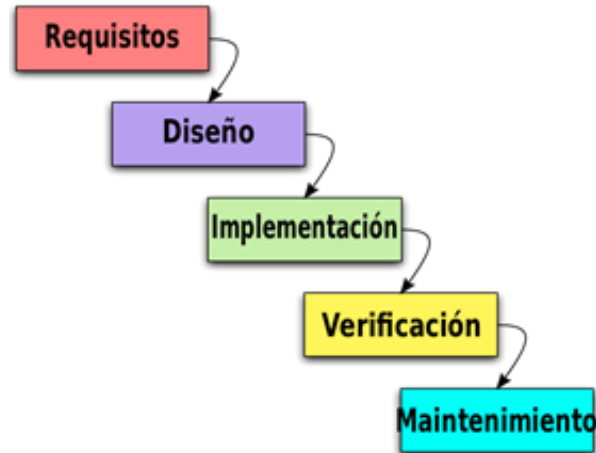 Requisitos
Diseño
Implementación
Verificación
Maintenimiento